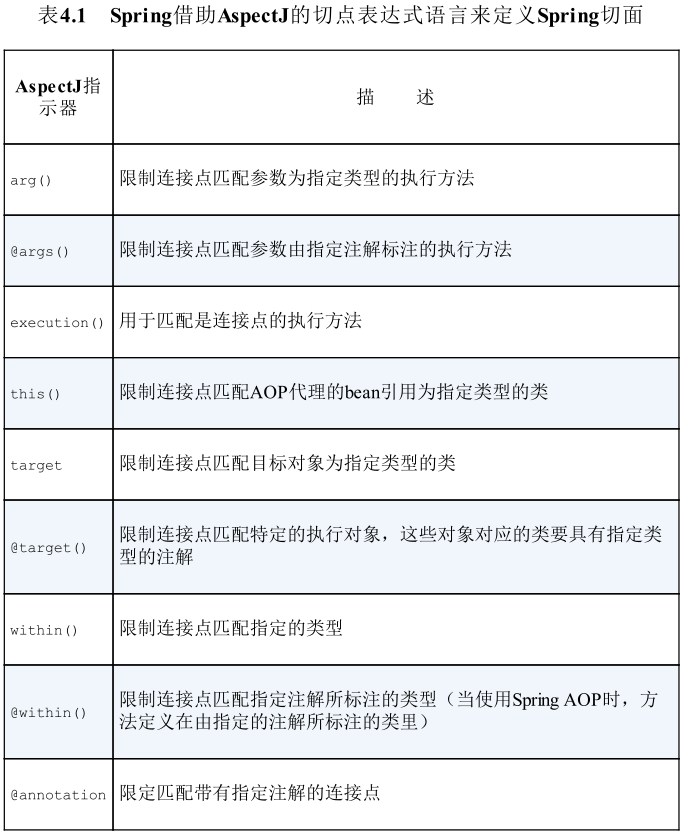 表4.1 Spring借助AspectJ的切点表达式语言来定义Spring切面
AspectJ指
示器
描 述
arg()
限制连接点匹配参数为指定类型的执行方法
@args()
限制连接点匹配参数由指定注解标注的执行方法
execution()
用于匹配是连接点的执行方法
this()
限制连接点匹配AOP代理的bean引用为指定类型的类
target
限制连接点匹配目标对象为指定类型的类
@target()
限制连接点匹配特定的执行对象，这些对象对应的类要具有指定类
型的注解
within()
限制连接点匹配指定的类型
@within()
限制连接点匹配指定注解所标注的类型（当使用Spring AOP时，方
法定义在由指定的注解所标注的类里）
@annotation
限定匹配带有指定注解的连接点